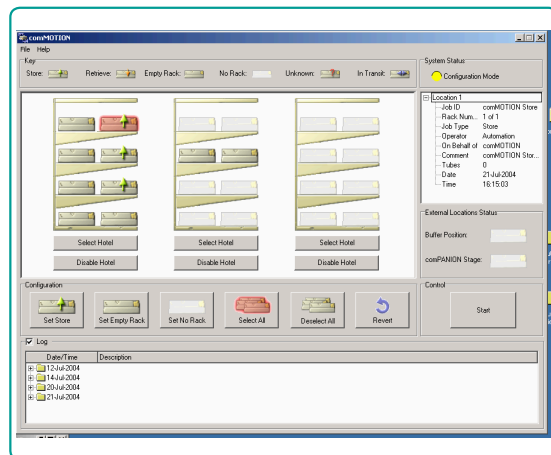 comMOTION
File Help
Key
Store: Retrieve: Empty Rack: No Rack: Unknown: In Transit:
System Status
Configuration Mode
Location 1
Job ID comMOTION Store
Rack Num... 1 of 1
Job Type Store
Operator Automation
On Behalf of comMOTION
Comment comMOTION Stor...
Tubes 0
Date 21-Jul-2004
Time 16:15:03
Select Hotel Select Hotel Select Hotel
Disable Hotel Disable Hotel Disable Hotel
External Locations Status
Buffer Position:
comPANION Stage:
Configuration
Set Store Set Empty Rack Set No Rack Select All Deselect All Revert
Control
Start
Log
Date/Time Description
12-Jul-2004
14-Jul-2004
20-Jul-2004
21-Jul-2004